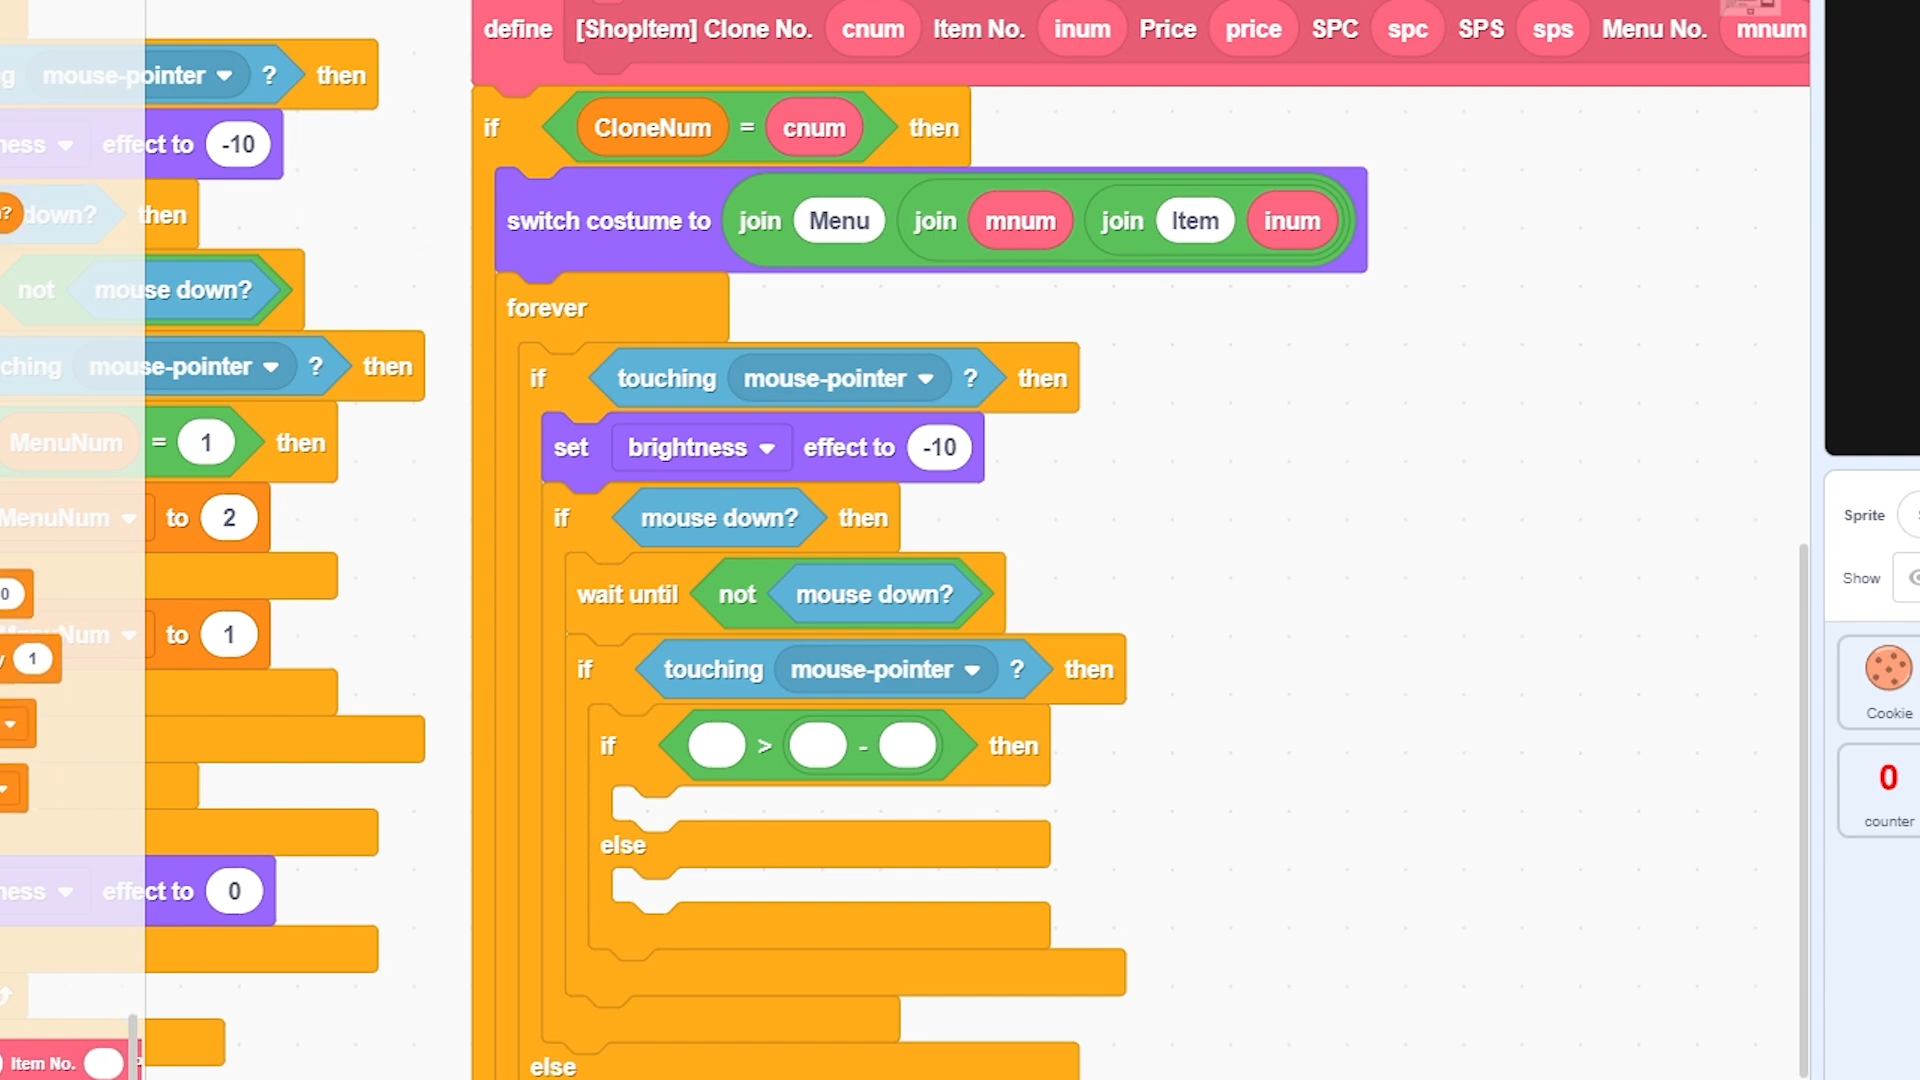 define [ShopItem] Clone No. cnum Item No. inum Price price SPC spc SPS sps Menu No. mnum
if CloneNum = cnum then
switch costume to join Menu join mnum join Item inum
forever
if touching mouse-pointer ? then
set brightness effect to -10
if mouse down? then
wait until not mouse down?
if touching mouse-pointer ? then
if > - then
else
else
mouse-pointer ? then
effect to -10
down? then
not mouse down?
mouse-pointer ? then
MenuNum = 1 then
MenuNum to 2
to 1
1
effect to 0
Item No.
Sprite
Show
Cookie
0
counter